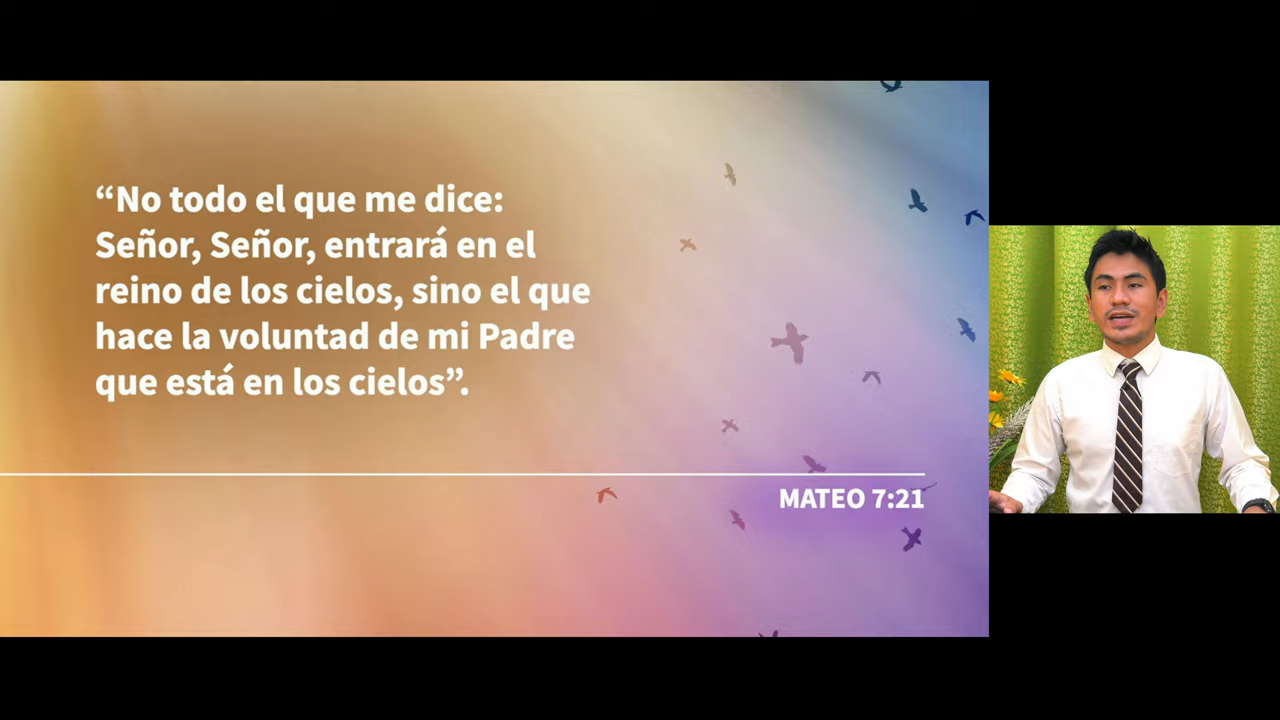 “No todo el que me dice:
Señor, Señor, entrará en el
reino de los cielos, sino el que
hace la voluntad de mi Padre
que está en los cielos”.
MATEO 7:21